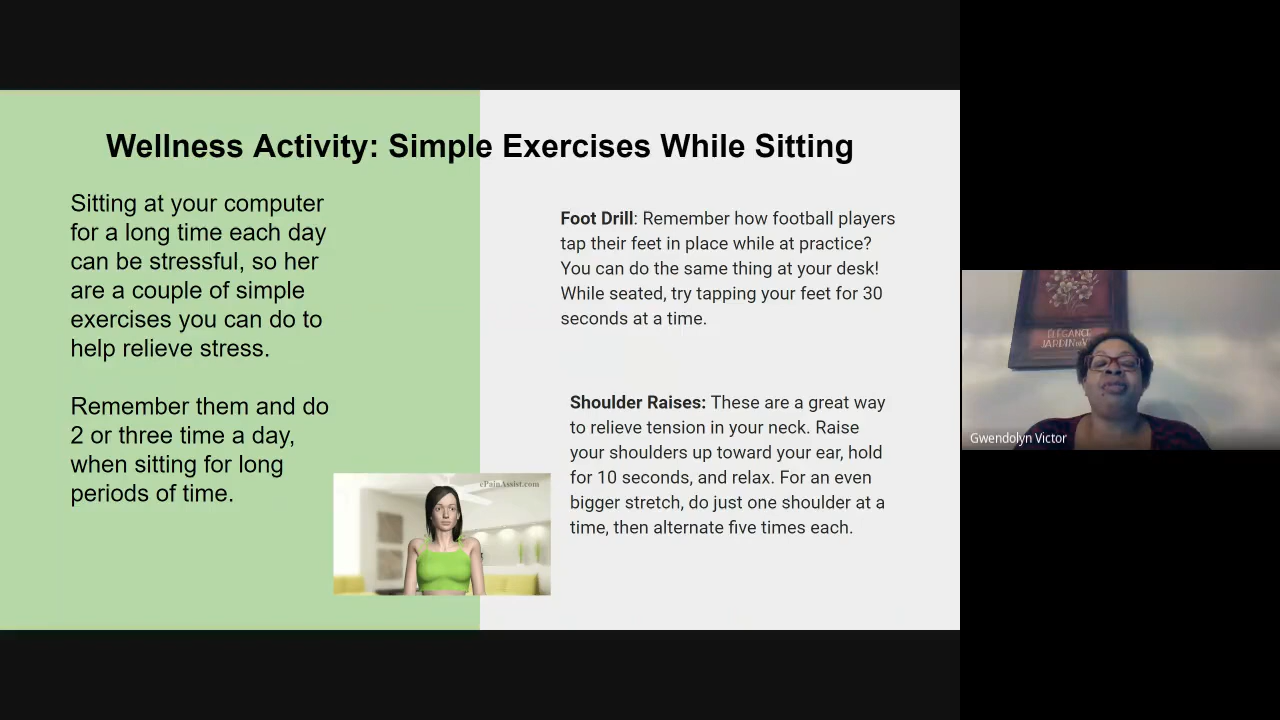 Wellness Activity: Simple Exercises While Sitting
Sitting at your computer
for a long time each day
can be stressful, so her
are a couple of simple
exercises you can do to
help relieve stress.
Remember them and do
2 or three time a day,
when sitting for long
periods of time.
ePainAssist.com
Foot Drill: Remember how football players
tap their feet in place while at practice?
You can do the same thing at your desk!
While seated, try tapping your feet for 30
seconds at a time.
Shoulder Raises: These are a great way
to relieve tension in your neck. Raise
your shoulders up toward your ear, hold
for 10 seconds, and relax. For an even
bigger stretch, do just one shoulder at a
time, then alternate five times each.
ÉLÉGANCE
JARDIN
Gwendolyn Victor